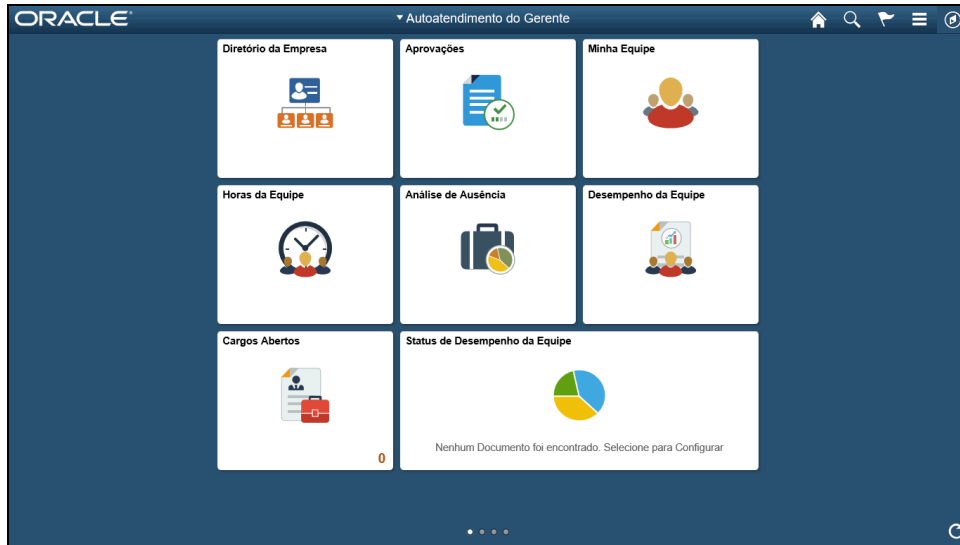 ORACLE
Autoatendimento do Gerente
Diretório da Empresa
Aprovações
Minha Equipe
Horas da Equipe
Análise de Ausência
Desempenho da Equipe
Cargos Abertos
0
Status de Desempenho da Equipe
Nenhum Documento foi encontrado. Selecione para Configurar